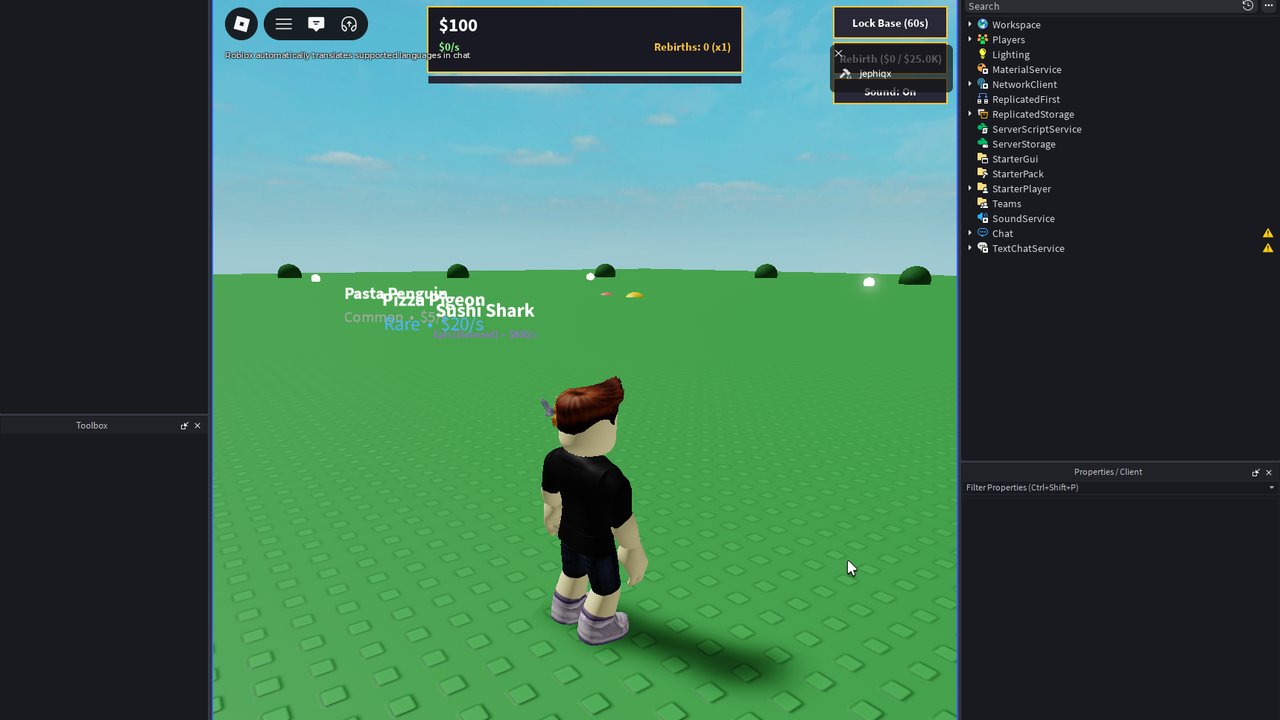 Search
$100
$0/s
Rebirths: 0 (x1)
Lock Base (60s)
Rebirth ($0 / $25.0K)
jephiqx
Sound: On
Roblox automatically translates supported languages in chat
Pasta Penguin
Common • $5/
Pizza Pigeon
Rare • $20/s
Sushi Shark
Workspace
Players
Lighting
MaterialService
NetworkClient
ReplicatedFirst
ReplicatedStorage
ServerScriptService
ServerStorage
StarterGui
StarterPack
StarterPlayer
Teams
SoundService
Chat
TextChatService
Toolbox
Properties / Client
Filter Properties (Ctrl+Shift+P)